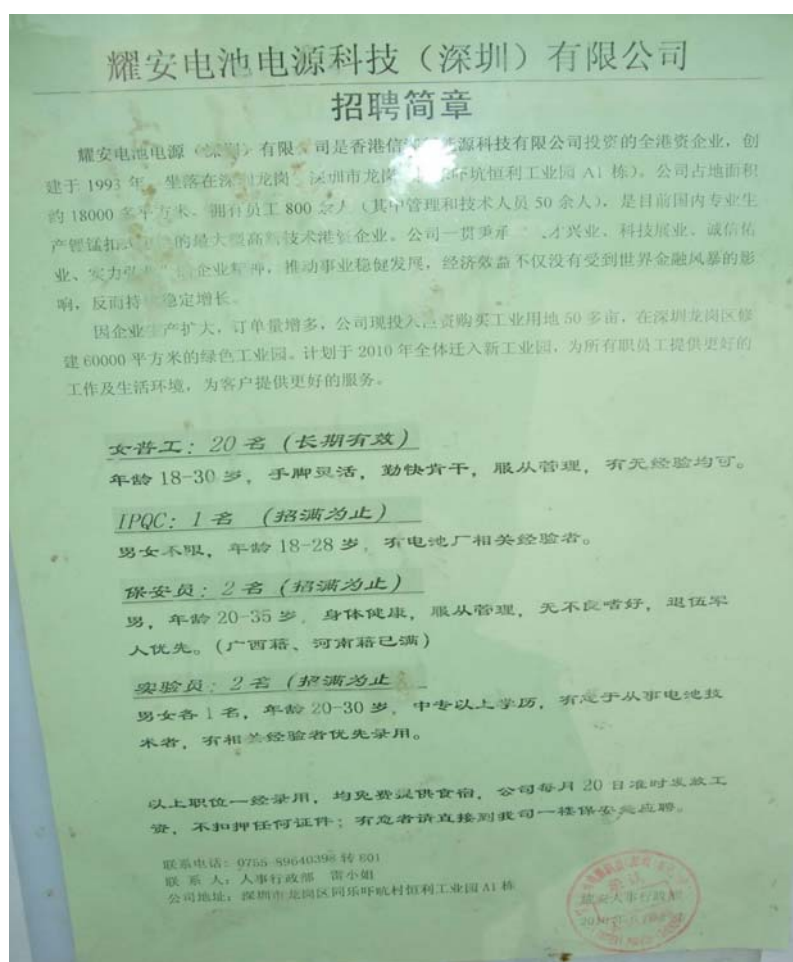 耀安电池电源科技（深圳）有限公司
招聘简章
耀安电池电源（深圳）有限 司是香港信 源科技有限公司投资的全港资企业，创
建于 1993 年， 坐落在深圳龙岗 深圳市龙岗 吓坑恒利工业园 A1 栋）。公司占地面积
约 18000 多平方米、拥有员工 800 余人（其中管理和技术人员 50 余人），是目前国内专业生
产锂锰扣 的最大 高新技术港资企业。公司一贯秉承 才兴业、科技展业、诚信佑
业、实力 企业精神，推动事业稳健发展，经济效益不仅没有受到世界金融风暴的影
响，反而持 稳定增长。
因企业生产扩大，订单量增多，公司现投入 资购买工业用地 50 多亩，在深圳龙岗区修
建 60000 平方米的绿色工业园。计划于 2010 年全体迁入新工业园，为所有职员工提供更好的
工作及生活环境，为客户提供更好的服务。
女普工：20 名（长期有效）
年龄 18-30 岁，手脚灵活，勤快肯干，服从管理，有无经验均可。
IPQC：1 名 （招满为止）
男女不限，年龄 18-28 岁，有电池厂相关经验者。
保安员：2 名（招满为止）
男，年龄 20-35 岁，身体健康，服从管理，无不良嗜好，退伍军
人优先。（广西籍、河南籍已满）
实验员：2 名（招满为止
男女各 1 名，年龄 20-30 岁，中专以上学历，有志于从事电池技
术者，有相关经验者优先录用。
以上职位一经录用，均免费提供食宿，公司每月 20 日准时发放工
资，不扣押任何证件；有意者请直接到我司一楼保安处应聘。
联系电话：0755-89640398 转 601
联 系 人：人事行政部 雷小姐
公司地址：深圳市龙岗区同乐吓坑村恒利工业园 A1 栋
耀安人事行政部